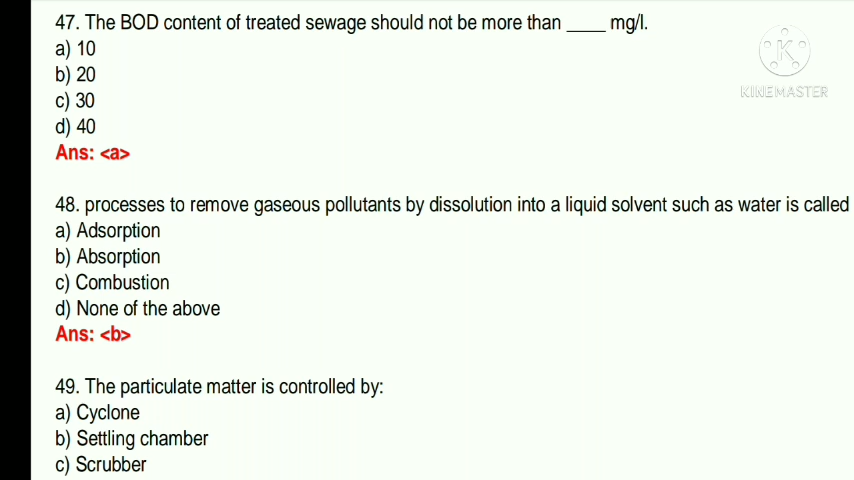 47. The BOD content of treated sewage should not be more than ____ mg/l.
a) 10
b) 20
c) 30
d) 40
Ans: <a>
48. processes to remove gaseous pollutants by dissolution into a liquid solvent such as water is called
a) Adsorption
b) Absorption
c) Combustion
d) None of the above
Ans: <b>
49. The particulate matter is controlled by:
a) Cyclone
b) Settling chamber
c) Scrubber
K
KINEMASTER